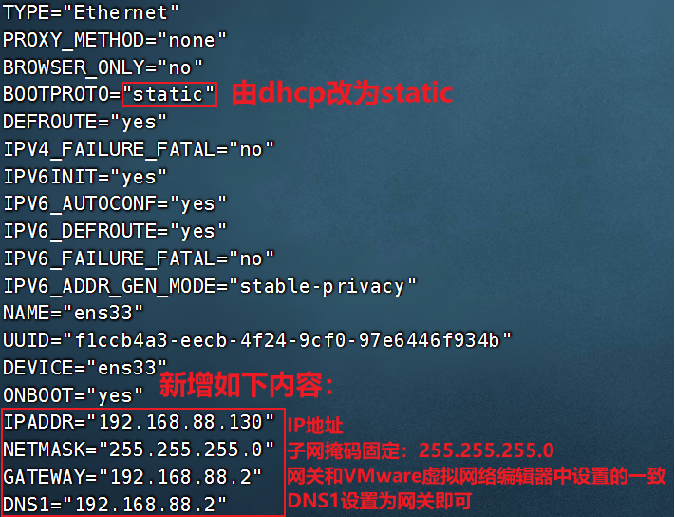 TYPE="Ethernet"
PROXY_METHOD="none"
BROWSER_ONLY="no"
BOOTPROTO="static" 由dhcp改为static
DEFROUTE="yes"
IPV4_FAILURE_FATAL="no"
IPV6INIT="yes"
IPV6_AUTOCONF="yes"
IPV6_DEFROUTE="yes"
IPV6_FAILURE_FATAL="no"
IPV6_ADDR_GEN_MODE="stable-privacy"
NAME="ens33"
UUID="f1ccb4a3-eecb-4f24-9cf0-97e6446f934b"
DEVICE="ens33"
ONBOOT="yes" 新增如下内容：
IPADDR="192.168.88.130" IP地址
NETMASK="255.255.255.0" 子网掩码固定：255.255.255.0
GATEWAY="192.168.88.2" 网关和VMware虚拟网络编辑器中设置的一致
DNS1="192.168.88.2" DNS1设置为网关即可